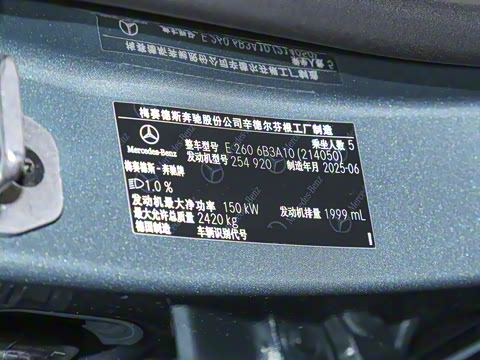 梅赛德斯奔驰股份公司辛德尔芬根工厂制造
乘坐人数 5
整车型号 E 260 6B3A10 (214050)
Mercedes-Benz 发动机型号 254 920 制造年月 2025-06
梅赛德斯-奔驰牌
1.0 %
发动机最大净功率 150 kW 发动机排量 1999 mL
最大允许总质量 2420 kg
德国制造 车辆识别代号